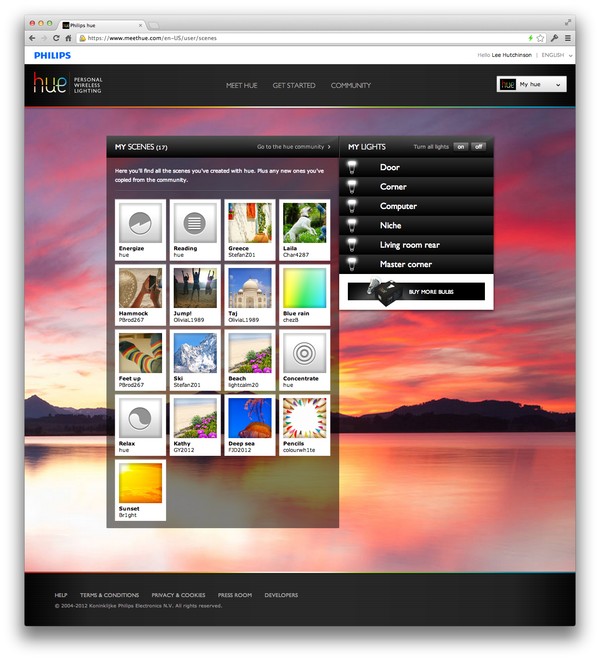 Philips hue
https://www.meethue.com/en-US/user/scenes
PHILIPS
Hello Lee Hutchinson | ENGLISH
hue PERSONAL WIRELESS LIGHTING
MEET HUE GET STARTED COMMUNITY
hue My hue
MY SCENES (17) Go to the hue community >
Here you'll find all the scenes you've created with hue. Plus any new ones you've
copied from the community.
Energize
hue
Reading
hue
Greece
StefanZ01
Laila
Char4287
Hammock
PBrod267
Jump!
OliviaL1989
Taj
OliviaL1989
Blue rain
chezB
Feet up
PBrod267
Ski
StefanZ01
Beach
lightcalm20
Concentrate
hue
Relax
hue
Kathy
GY2012
Deep sea
FJD2012
Pencils
colourwh1te
Sunset
Br1ght
MY LIGHTS Turn all lights on off
Door
Corner
Computer
Niche
Living room rear
Master corner
BUY MORE BULBS
HELP TERMS & CONDITIONS PRIVACY & COOKIES PRESS ROOM DEVELOPERS
© 2004-2012 Koninklijke Philips Electronics N.V. All rights reserved.